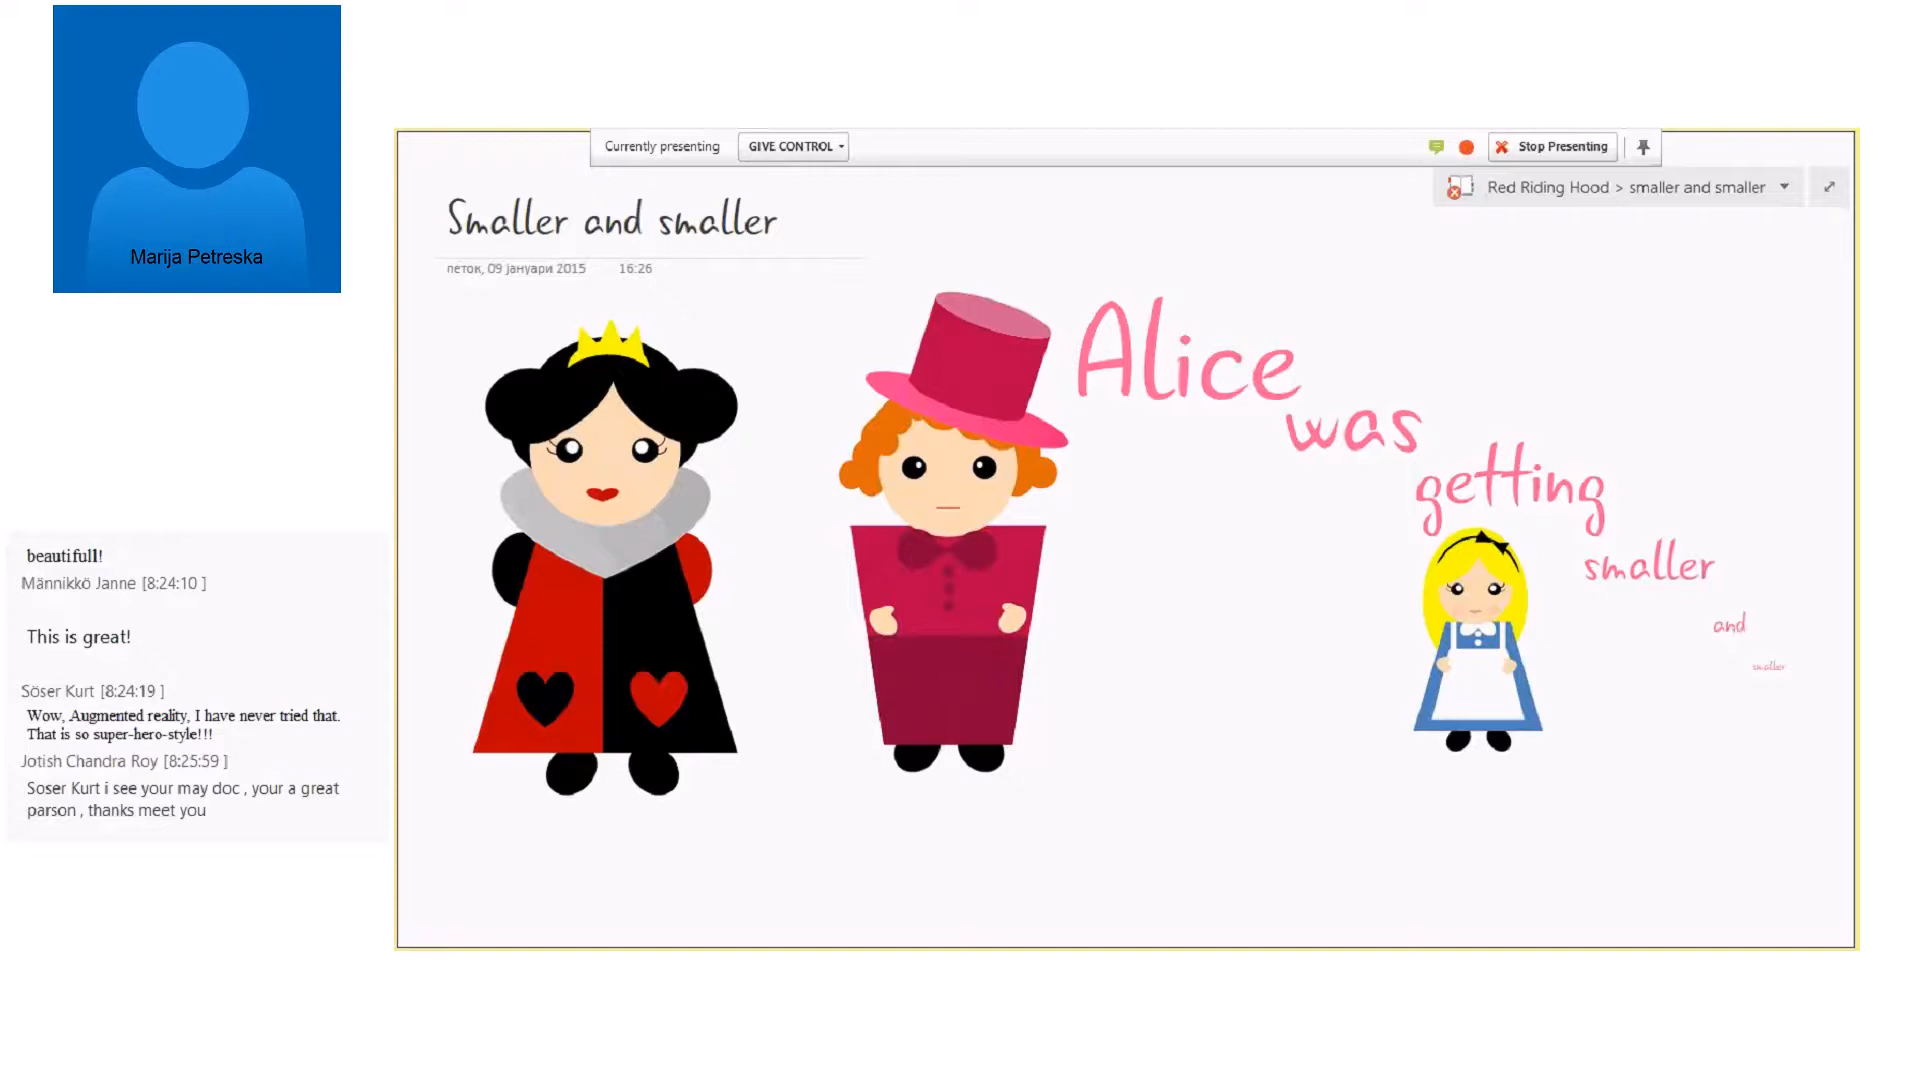 Marija Petreska
beautifull!
Männikkö Janne [8:24:10 ]
This is great!
Söser Kurt [8:24:19 ]
Wow, Augmented reality, I have never tried that.
That is so super-hero-style!!!
Jotish Chandra Roy [8:25:59 ]
Soser Kurt i see your may doc , your a great
parson , thanks meet you
Currently presenting
GIVE CONTROL
Stop Presenting
Red Riding Hood > smaller and smaller
Smaller and smaller
петок, 09 јануари 2015 16:26
Alice
was
getting
smaller
and
smaller